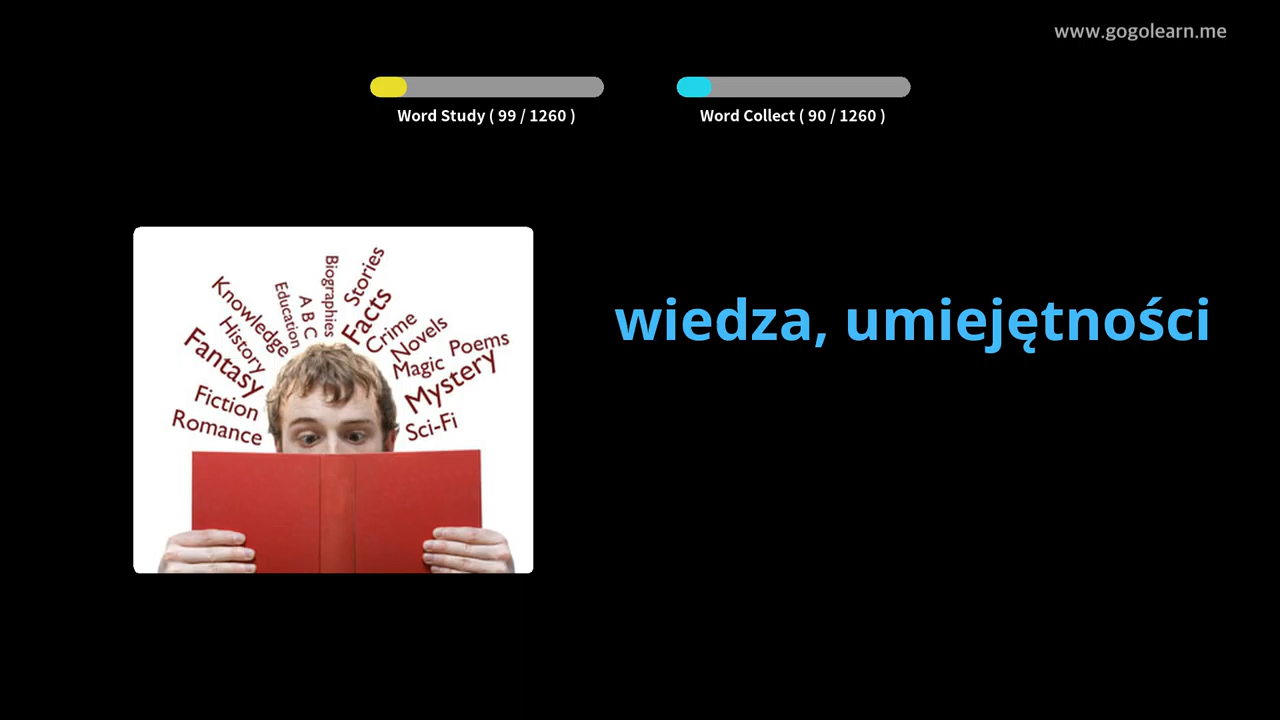 www.gogolearn.me
Word Study ( 99 / 1260 )
Word Collect ( 90 / 1260 )
wiedza, umiejętności
Romance
Fiction
Fantasy
History
Knowledge
Education
A B C
Biographies
Stories
Facts
Crime
Novels
Magic
Poems
Mystery
Sci-Fi